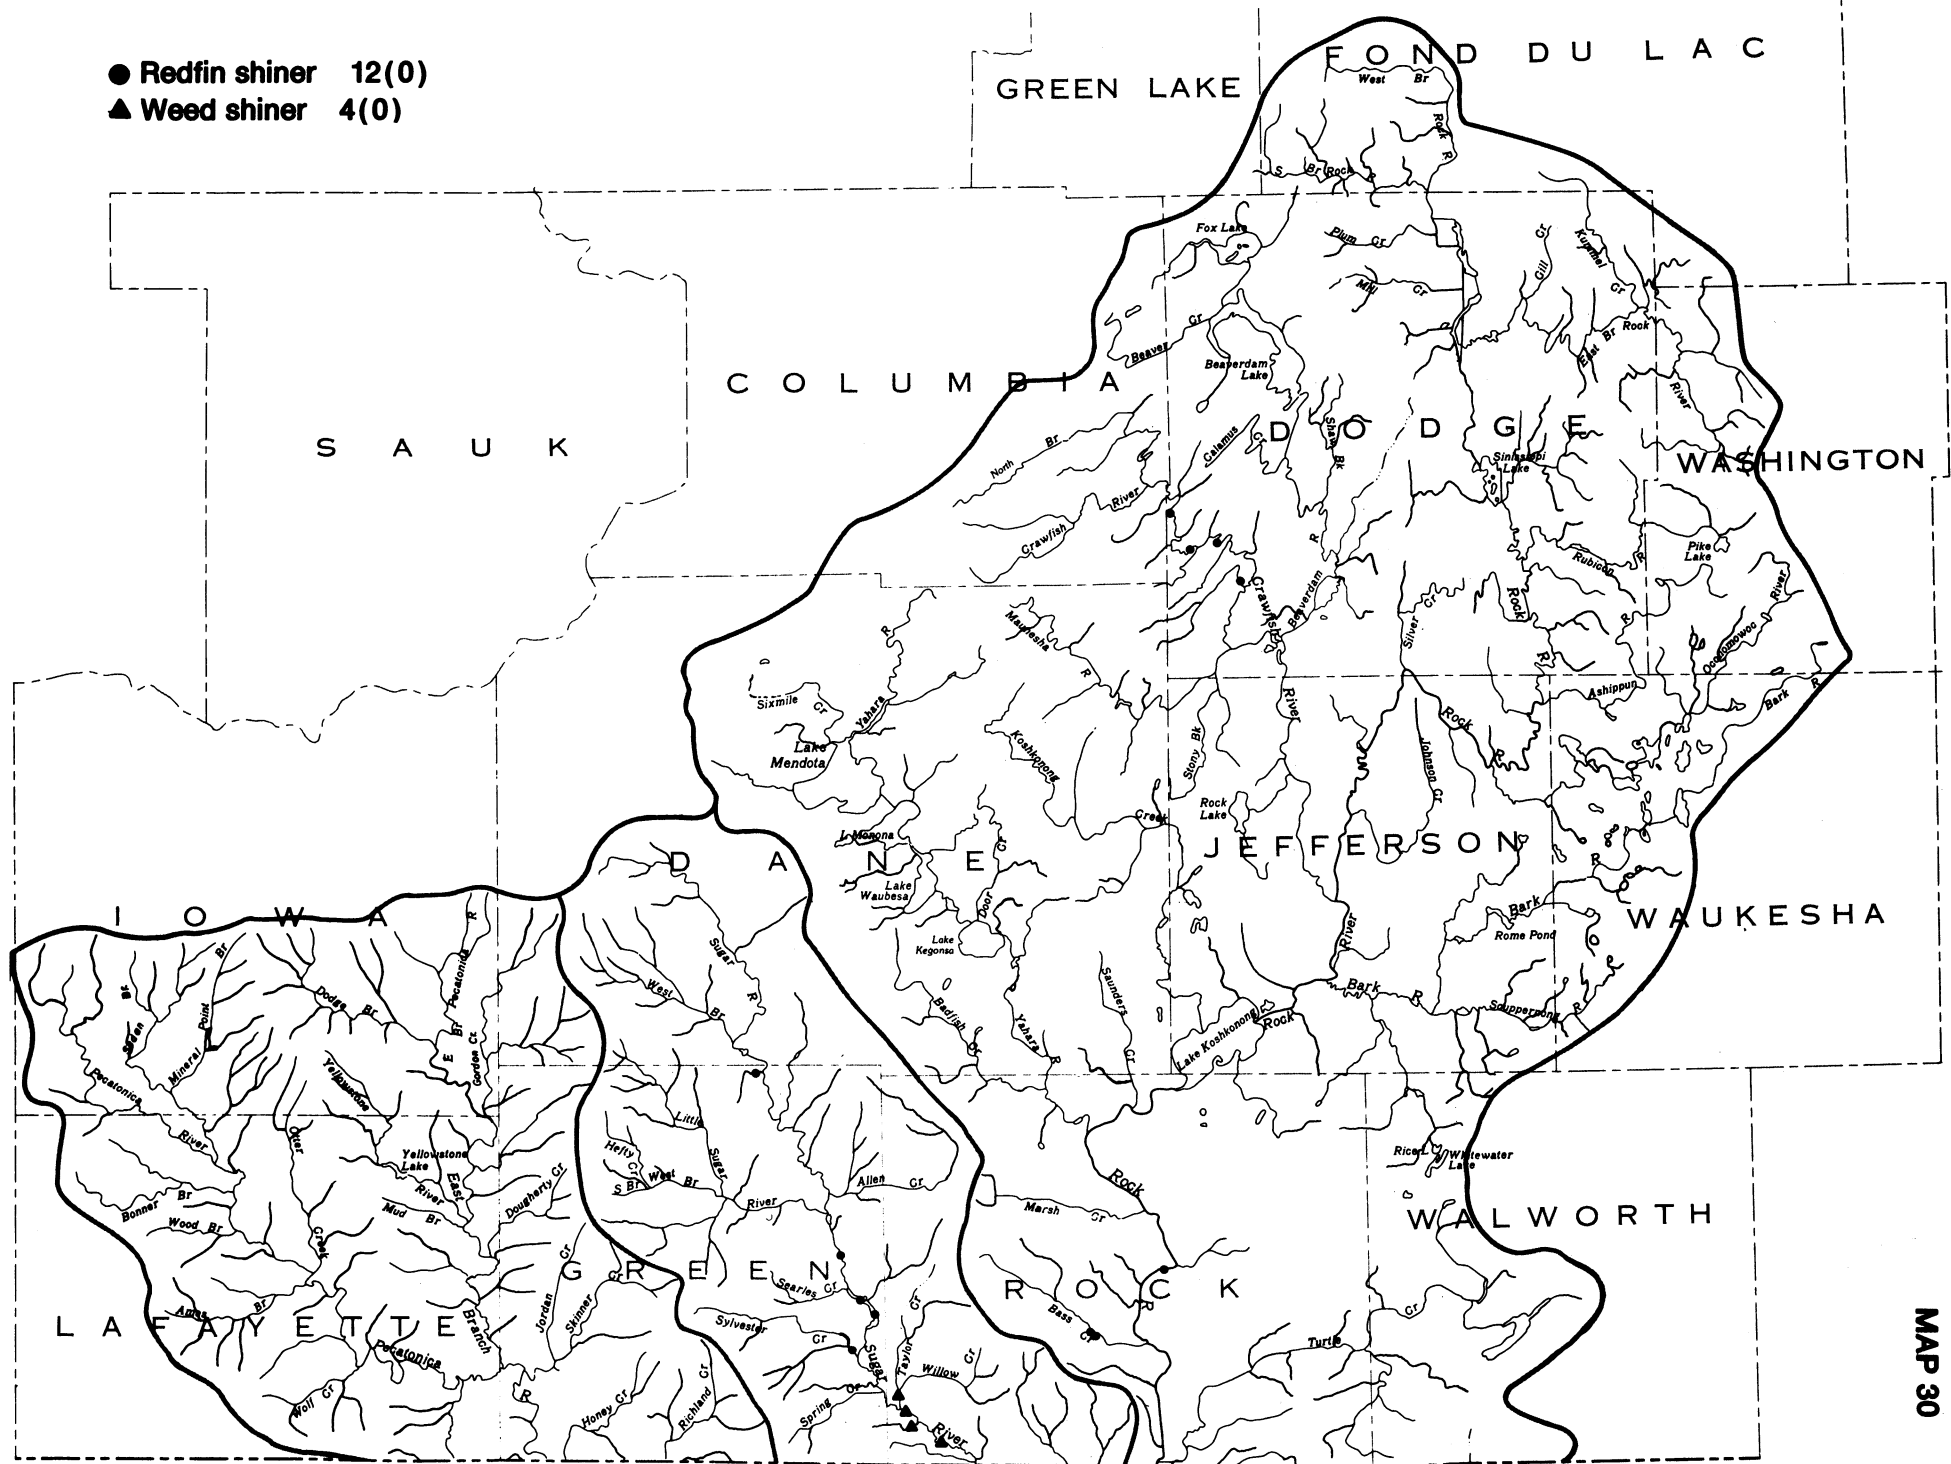 ● Redfin shiner 12(0)
▲ Weed shiner 4(0)
FOND DU LAC
GREEN LAKE
West Br
Rock R
S Br Rock R
Fox Lake
Plum Cr
Mill Cr
Gill Cr
Kummel Cr
East Br Rock River
Beaver Cr
Beaverdam Lake
COLUMBIA
SAUK
DODGE
WASHINGTON
North Br
Crawfish River
Calamus Cr
Shaw Bk
Sinissippi Lake
Pike Lake
Rubicon R
Rock R
Crawfish River
Beaverdam R
Silver Cr
Oconomowoc River
Ashippun R
Bark R
Maunesha R
Sixmile Cr
Yahara R
Lake Mendota
Koshkonong Creek
Stony Bk
Rock R
Johnson Cr
Rock Lake
L Monona
JEFFERSON
DANE
Lake Waubesa
Door Cr
Lake Kegonsa
Bark R
Rome Pond
WAUKESHA
IOWA
Sugar R
West Br
Badfish Cr
Yahara R
Saunders Cr
River
Bark R
Scuppernong R
Lake Koshkonong
Rock
Pecatonica R
E Br
Gordon Cr
Dodge Br
Mineral Point Br
Seden Bk
Pecatonica River
Yellowstone
Yellowstone Lake
River
East Branch
Otter Creek
Bonner Br
Wood Br
Mud Br
Dougherty Cr
Hefty Cr
Little Sugar
S Br West Br
River
Allen Cr
Rice L
Whitewater Lake
Marsh Cr
Rock R
WALWORTH
GREEN
ROCK
LAFAYETTE
Ames Br
Jordan Cr
Skinner Cr
Searles Cr
Sylvester Cr
Bass Cr
Turtle Cr
Pecatonica R
Wolf Cr
Honey Cr
Richland Cr
Spring Cr
Taylor Cr
Willow Cr
Sugar River
MAP 30